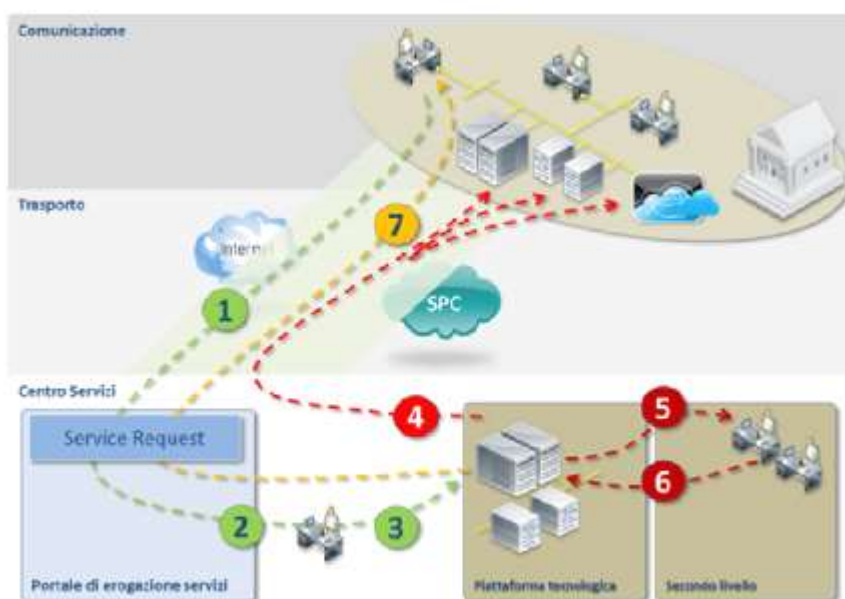 Comunicazione
Trasporto
7
Internet
1
SPC
Centro Servizi
4
5
Service Request
6
2
3
Portale di erogazione servizi
Piattaforma tecnologica
Secondo livello